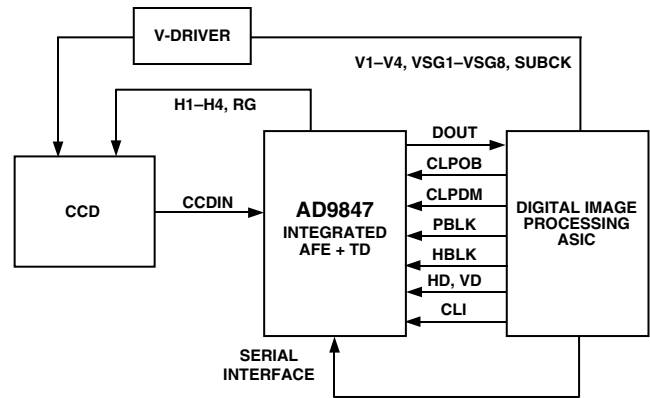 V-DRIVER
V1–V4, VSG1–VSG8, SUBCK
H1–H4, RG
CCD
CCDIN
AD9847
INTEGRATED
AFE + TD
DOUT
CLPOB
CLPDM
PBLK
HBLK
HD, VD
CLI
DIGITAL IMAGE
PROCESSING
ASIC
SERIAL
INTERFACE